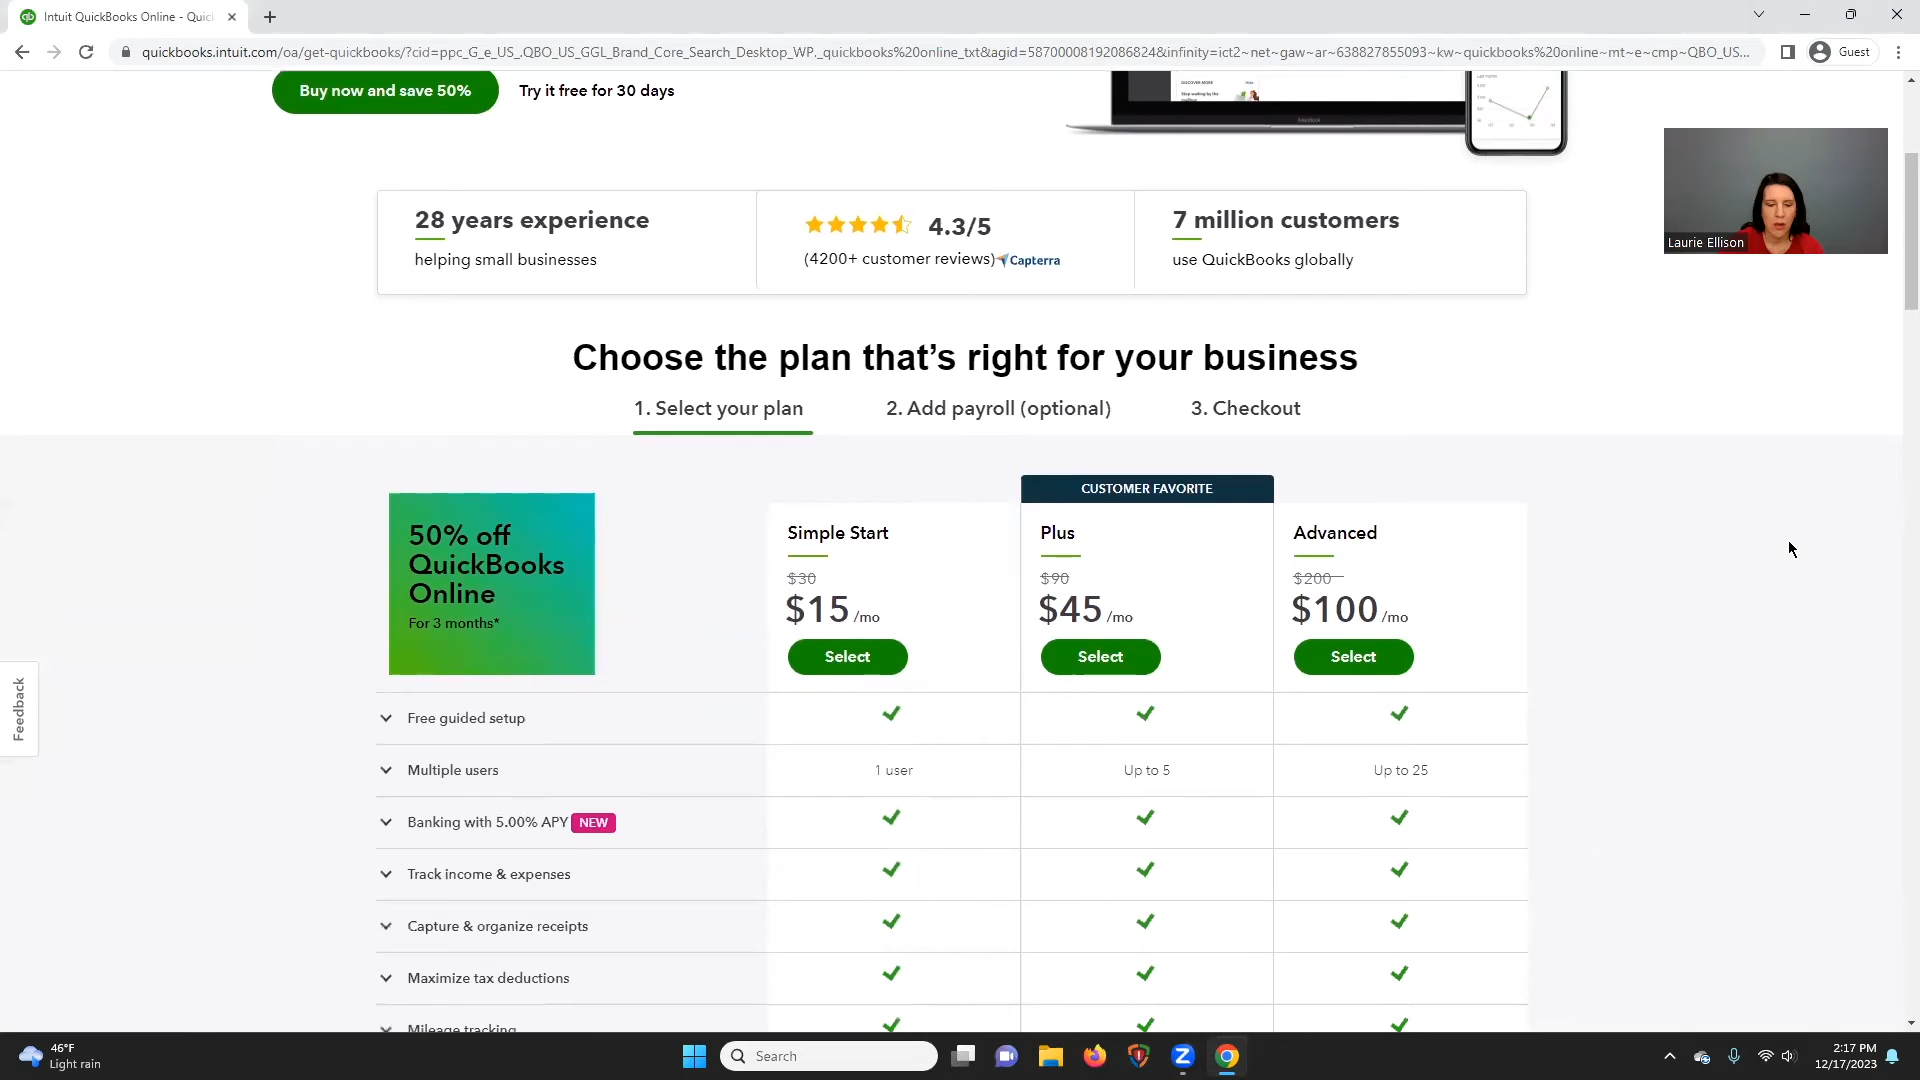 Intuit QuickBooks Online - Quic
quickbooks.intuit.com/oa/get-quickbooks/?cid=ppc_G_e_US_.QBO_US_GGL_Brand_Core_Search_Desktop_WP._quickbooks%20online_txt&agid=58700008192086824&infinity=ict2~net~gaw~ar~638827855093~kw~quickbooks%20online~mt~e~cmp~QBO_US...
Guest
Buy now and save 50%
Try it free for 30 days
DISCOVER MORE
Laurie Ellison
28 years experience
helping small businesses
4.3/5
(4200+ customer reviews) Capterra
7 million customers
use QuickBooks globally
Choose the plan that’s right for your business
1. Select your plan
2. Add payroll (optional)
3. Checkout
50% off
QuickBooks
Online
For 3 months*
CUSTOMER FAVORITE
Simple Start
Plus
Advanced
$30
$90
$200
$15 /mo
$45 /mo
$100 /mo
Select
Select
Select
Feedback
Free guided setup
Multiple users
1 user
Up to 5
Up to 25
Banking with 5.00% APY NEW
Track income & expenses
Capture & organize receipts
Maximize tax deductions
Mileage tracking
46°F
Light rain
Search
2:17 PM
12/17/2023